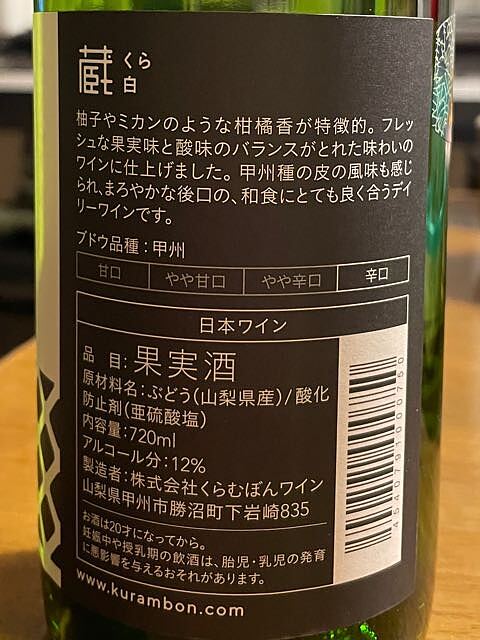 蔵 くら
白
柚子やミカンのような柑橘香が特徴的。フレッ
シュな果実味と酸味のバランスがとれた味わいの
ワインに仕上げました。甲州種の皮の風味も感じ
られ、まろやかな後口の、和食にとても良く合うデイ
リーワインです。
ブドウ品種：甲州
甘口 やや甘口 やや辛口 辛口
日本ワイン
品 目：果実酒
原材料名：ぶどう（山梨県産）/酸化
防止剤（亜硫酸塩）
内容量：720ml
アルコール分：12%
製造者：株式会社くらむぼんワイン
山梨県甲州市勝沼町下岩崎835
お酒は20才になってから。
妊娠中や授乳期の飲酒は、胎児・乳児の発育
に悪影響を与えるおそれがあります。
www.kurambon.com
4540791000750